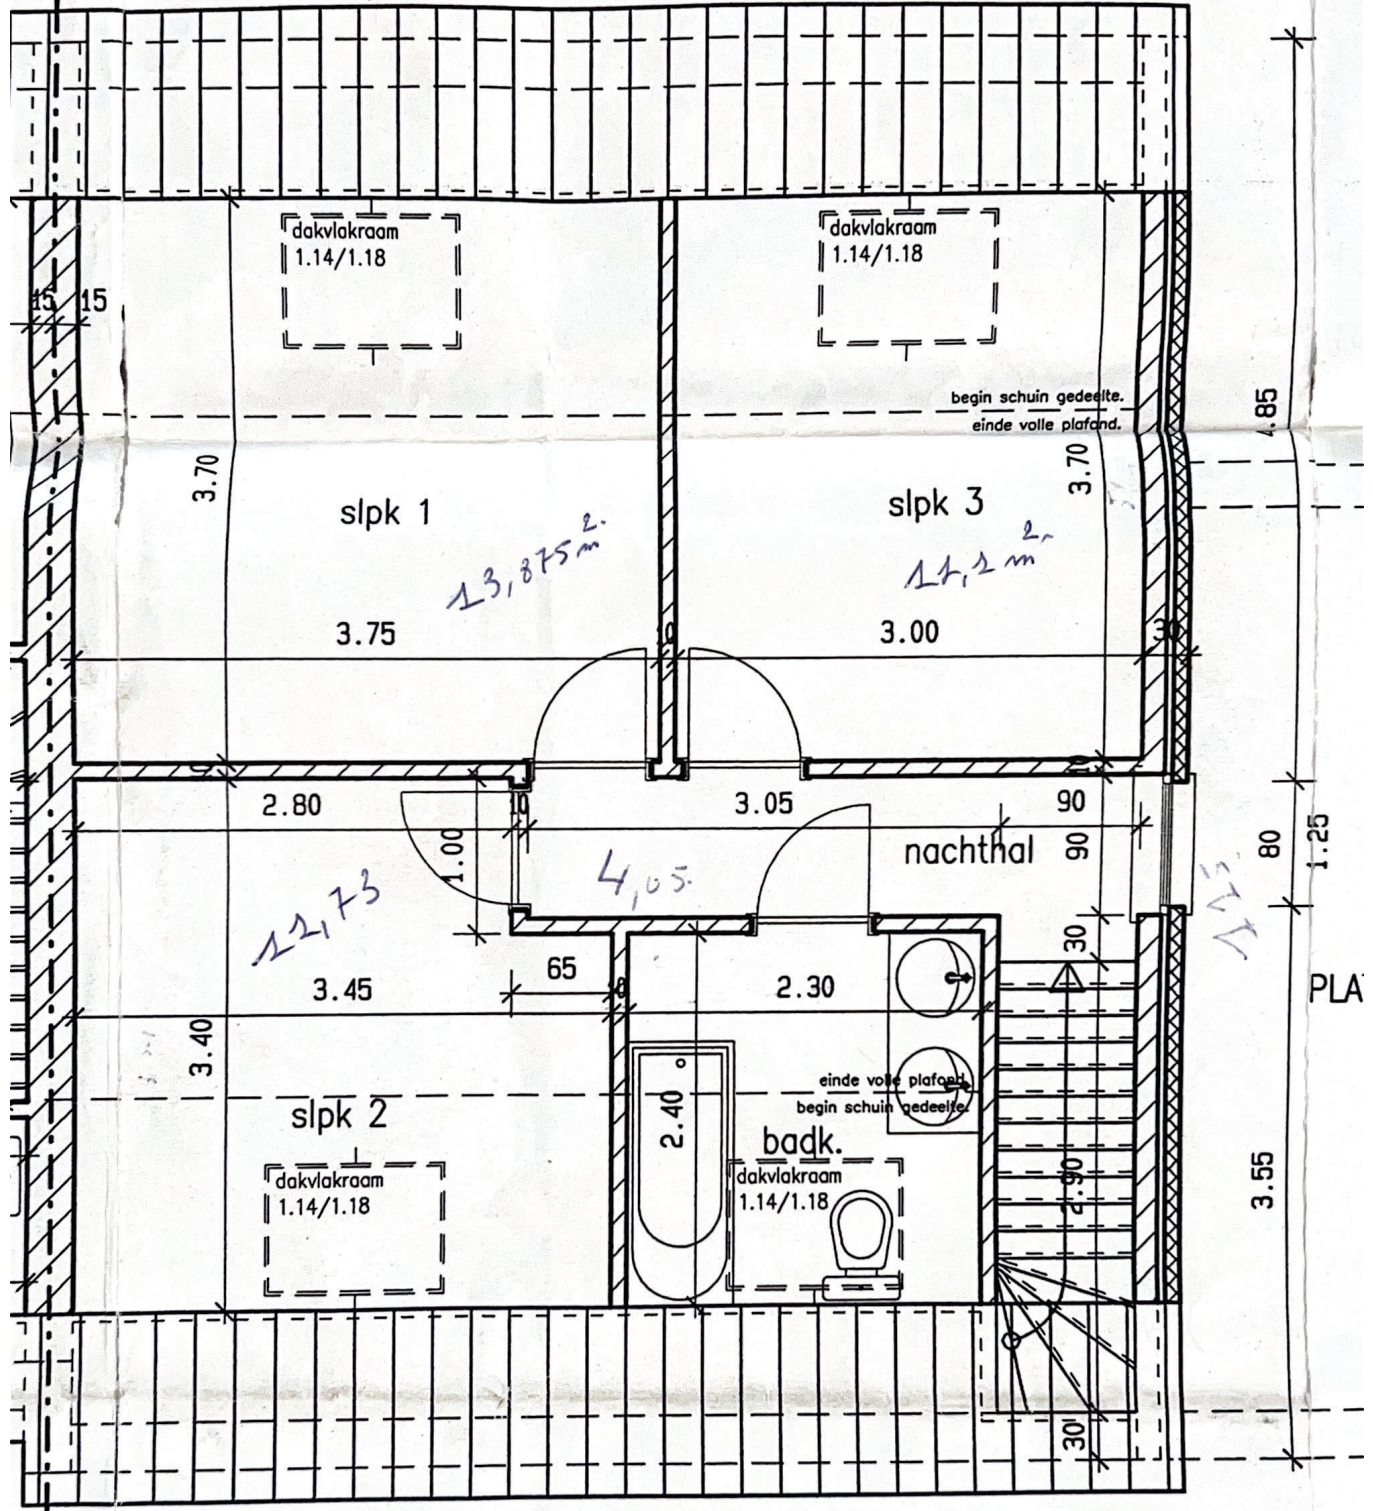 dakvlakraam
1.14/1.18
dakvlakraam
1.14/1.18
15
15
begin schuin gedeelte.
einde volle plafond.
4.85
3.70
3.70
slpk 1
slpk 3
13,875 m².
11,1 m².
3.75
10
3.00
30
10
10
2.80
10
3.05
90
1.00
nachthal
90
80
1.25
4,05.
11,73
65
30
3.45
10
2.30
PLA
3.40
einde volle plafond.
begin schuin gedeelte.
slpk 2
2.40
badk.
dakvlakraam
1.14/1.18
dakvlakraam
1.14/1.18
2.90
3.55
30